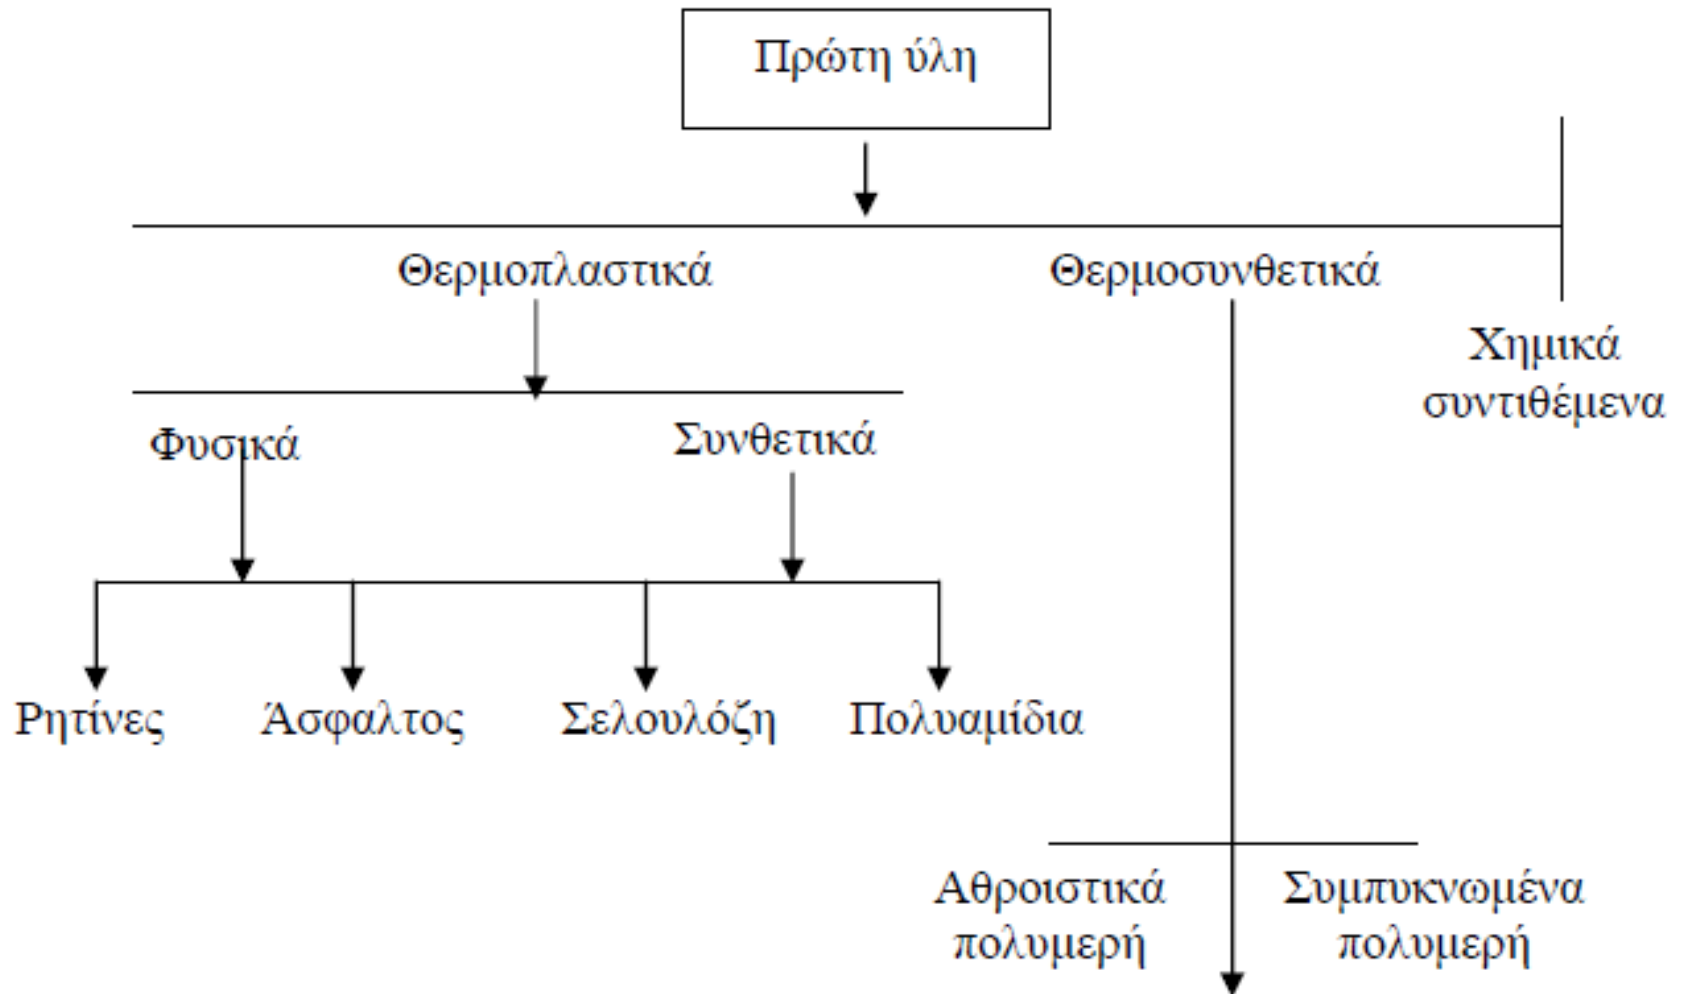 Πρώτη ύλη
Θερμοπλαστικά
Θερμοσυνθετικά
Χημικά
συντιθέμενα
Φυσικά
Συνθετικά
Ρητίνες
Άσφαλτος
Σελουλόζη
Πολυαμίδια
Αθροιστικά
πολυμερή
Συμπυκνωμένα
πολυμερή